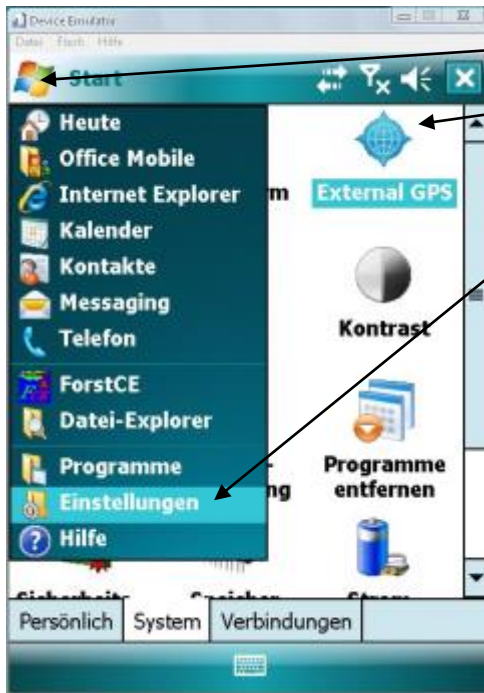 Device Emulator
Datei Flash Hilfe
Start
Heute
Office Mobile
Internet Explorer
Kalender
Kontakte
Messaging
Telefon
ForstCE
Datei-Explorer
Programme
Einstellungen
Hilfe
m
External GPS
Kontrast
ng
Programme
entfernen
Persönlich System Verbindungen